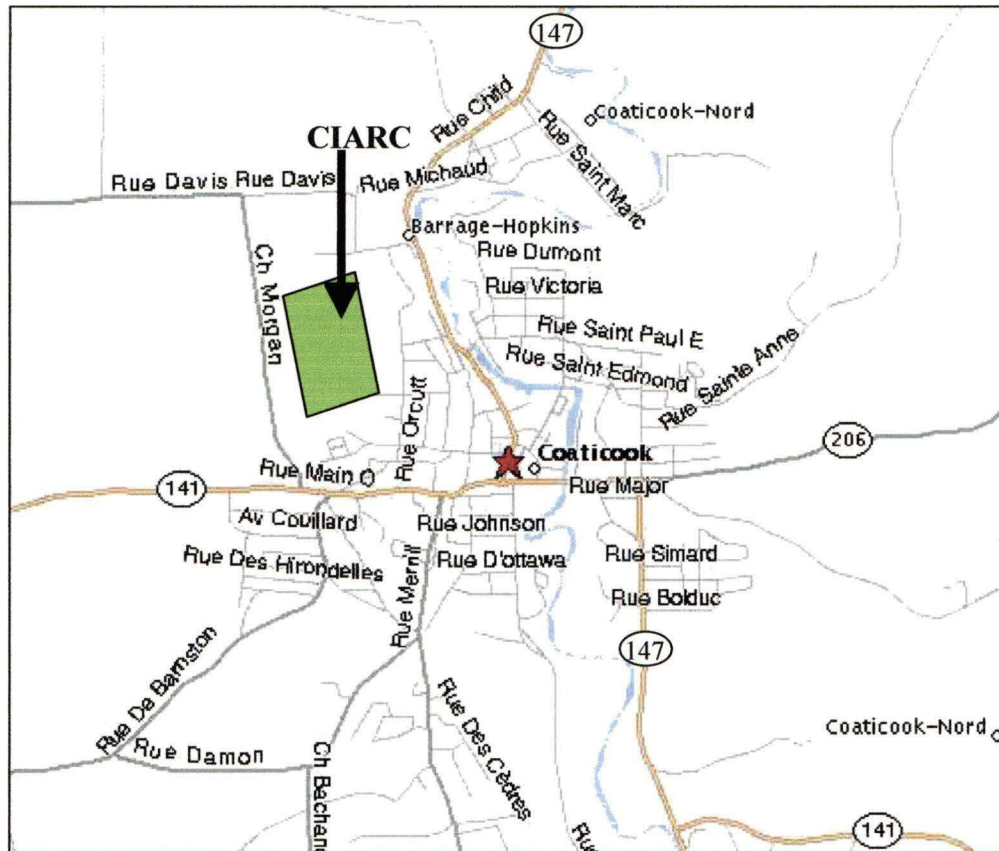 147
Rue Child
Coaticook-Nord
CIARC
Rue Saint Marc
Rue Davis Rue Davis
Rue Michaud
Barrage-Hopkins
Rue Dumont
Ch Morgan
Rue Victoria
Rue Saint Paul E
Rue Saint Edmond
Rue Sainte Anne
Rue Orcutt
206
Coaticook
Rue Main O
141
Rue Major
Av Couillard
Rue Johnson
Rue Des Hirondelles
Rue D'ottawa
Rue Simard
Rue Merrill
Rue Bolduc
147
Rue De Barnston
Rue Des Cèdres
Coaticook-Nord
Rue Damon
Ch Bachand
Rue
141